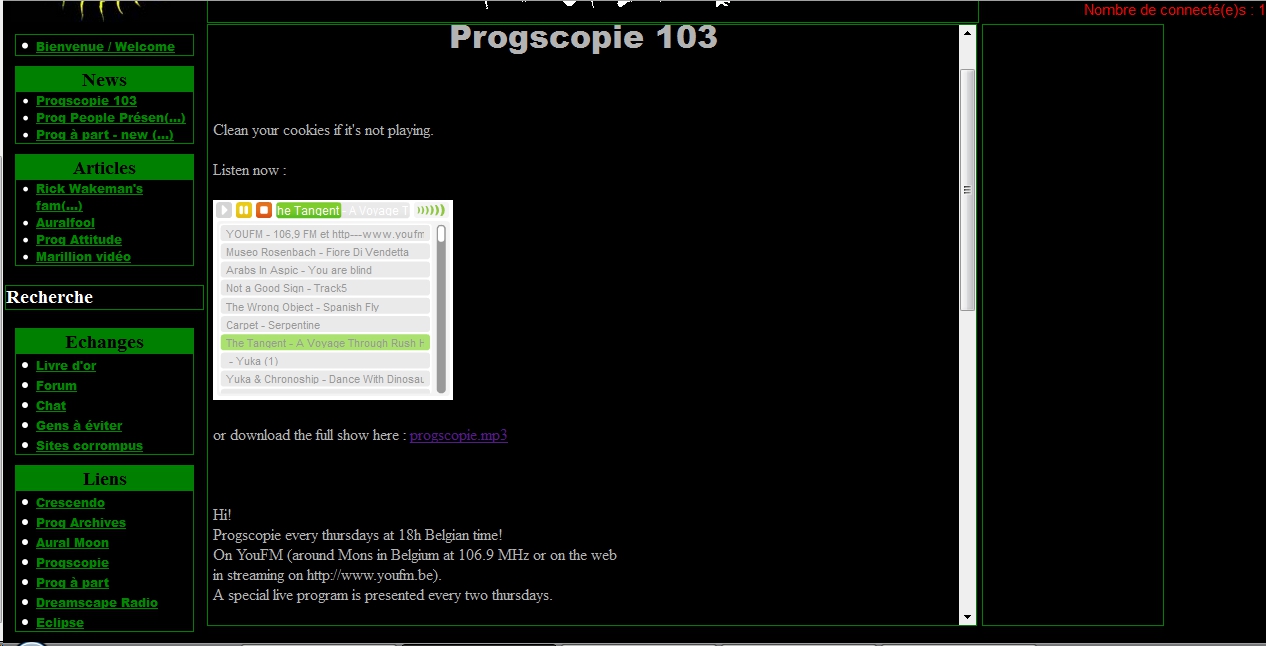 Nombre de connecté(e)s : 1
Bienvenue / Welcome
News
Progscopie 103
Prog People Présen(...)
Prog à part - new (...)
Articles
Rick Wakeman's
fam(...)
Auralfool
Prog Attitude
Marillion vidéo
Recherche
Echanges
Livre d'or
Forum
Chat
Gens à éviter
Sites corrompus
Liens
Crescendo
Prog Archives
Aural Moon
Progscopie
Prog à part
Dreamscape Radio
Eclipse
Progscopie 103
Clean your cookies if it's not playing.
Listen now :
he Tangent - A Voyage T
YOUFM - 106,9 FM et http---www.youfm
Museo Rosenbach - Fiore Di Vendetta
Arabs In Aspic - You are blind
Not a Good Sign - Track5
The Wrong Object - Spanish Fly
Carpet - Serpentine
The Tangent - A Voyage Through Rush H
- Yuka (1)
Yuka & Chronoship - Dance With Dinosau
or download the full show here : progscopie.mp3
Hi!
Progscopie every thursdays at 18h Belgian time!
On YouFM (around Mons in Belgium at 106.9 MHz or on the web
in streaming on http://www.youfm.be).
A special live program is presented every two thursdays.